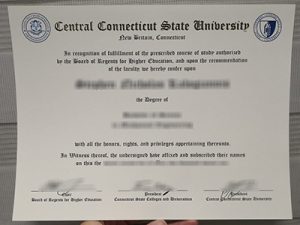 Central Connecticut State University
New Britain, Connecticut
In recognition of fulfillment of the prescribed course of study authorized
by the Board of Regents for Higher Education, and upon the recommendation
of the faculty we hereby confer upon
the Degree of
with all the honors, rights, and privileges appertaining thereunto.
In Witness thereof, the undersigned have affixed and subscribed their names
on this the
Chair
Board of Regents for Higher Education
President
Connecticut State Colleges and Universities
President
Central Connecticut State University